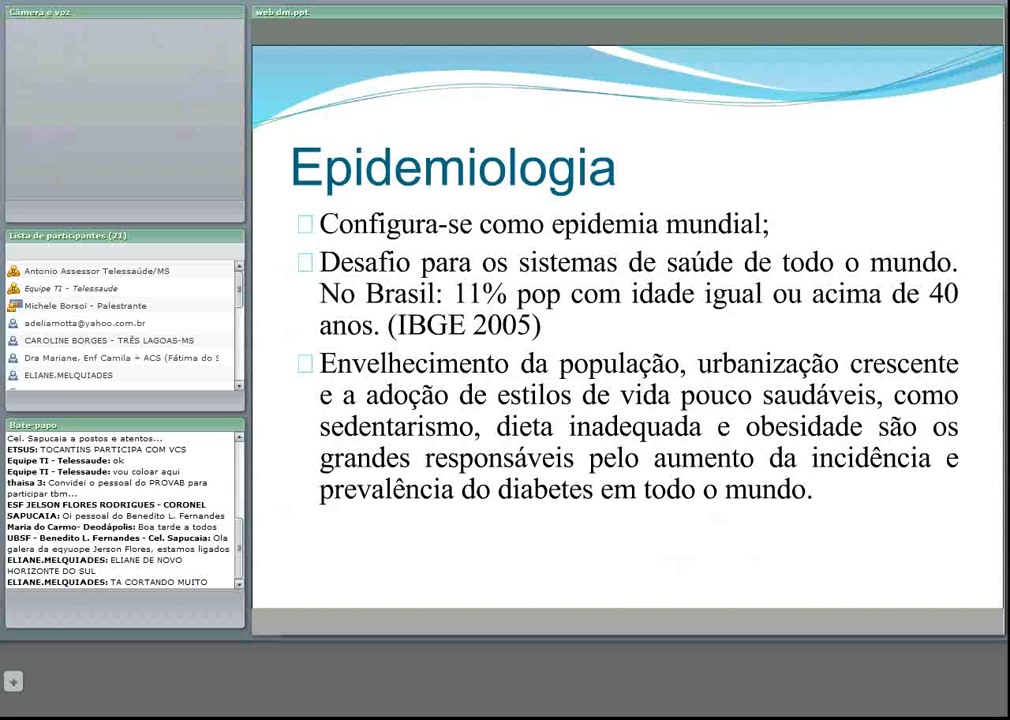 Câmera e voz
Lista de participantes (21)
Antonio Assessor Telessaúde/MS
Equipe TI - Telessaude
Michele Borsoi - Palestrante
adeliamotta@yahoo.com.br
CAROLINE BORGES - TRÊS LAGOAS-MS
Dra Mariane, Enf Camila + ACS (Fátima do S
ELIANE.MELQUIADES
Bate-papo
Cel. Sapucaia a postos e atentos...
ETSUS: TOCANTINS PARTICIPA COM VCS
Equipe TI - Telessaude: ok
Equipe TI - Telessaude: vou coloar aqui
thaisa 3: Convidei o pessoal do PROVAB para
participar tbm...
ESF JELSON FLORES RODRIGUES - CORONEL
SAPUCAIA: Oi pessoal do Benedito L. Fernandes
Maria do Carmo- Deodápolis: Boa tarde a todos
UBSF - Benedito L. Fernandes - Cel. Sapucaia: Ola
galera da eqyuope Jerson Flores, estamos ligados
ELIANE.MELQUIADES: ELIANE DE NOVO
HORIZONTE DO SUL
ELIANE.MELQUIADES: TA CORTANDO MUITO
web dm.ppt
Epidemiologia
Configura-se como epidemia mundial;
Desafio para os sistemas de saúde de todo o mundo.
No Brasil: 11% pop com idade igual ou acima de 40
anos. (IBGE 2005)
Envelhecimento da população, urbanização crescente
e a adoção de estilos de vida pouco saudáveis, como
sedentarismo, dieta inadequada e obesidade são os
grandes responsáveis pelo aumento da incidência e
prevalência do diabetes em todo o mundo.